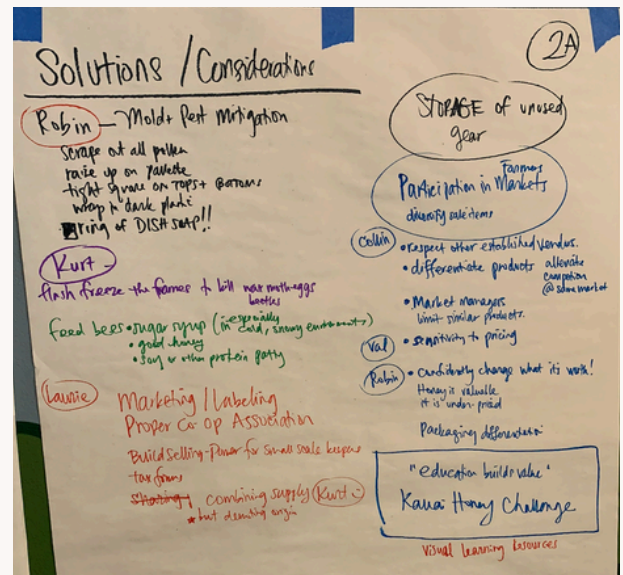 2A
Solutions / Considerations
Robin — Mold + Pest Mitigation
scrape out all pollen
raise up on pallette
tight square on TOPS + BOTTOMS
wrap in dark plastic
ring of DISH SOAP!!
Kurt
flash freeze the frames to kill wax moth eggs
beetles
feed bees • sugar syrup (especially
in cold, snowy environments)
• good honey
• soy or other protein patty
Laurie
Marketing / Labeling
Proper Co-Op Association
Build Selling-Power for small scale keepers
tax forms
sharing combining supply Kurt
* but denoting origin
STORAGE of unused
gear
Farmers
Participation in Markets
diversify sale items
Collin
• respect other established vendors.
• differentiate products alleviate
competion
@ same market
• Market managers
limit similar products.
Val • sensitivity to pricing
Robin • confidently what it's worth!
Honey is valuable
it is under-priced
Packaging differentiation
"education builds value"
Kauai Honey Challenge
Visual Learning Resources